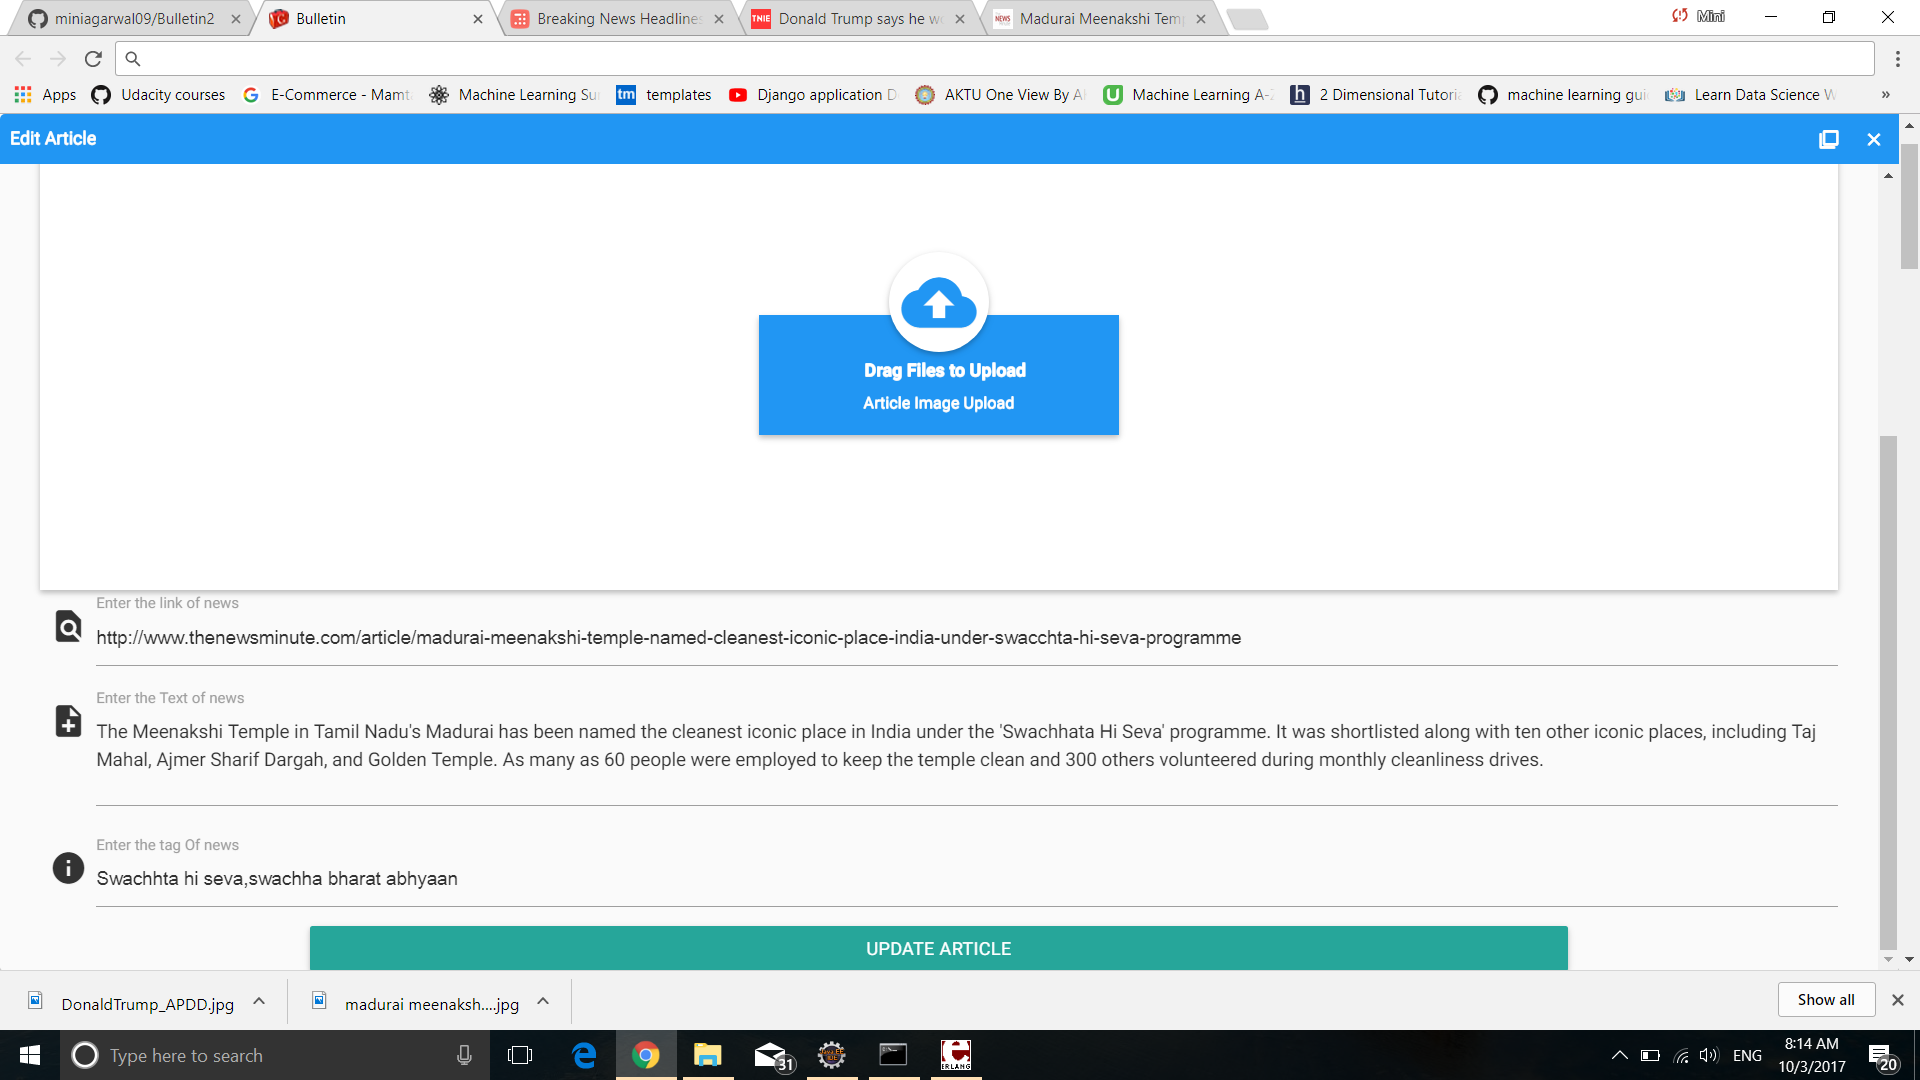 miniagarwal09/Bulletin2
Bulletin
Breaking News Headlines
TNIE
Donald Trump says he w
NEWS
Madurai Meenakshi Tem
Mini
Apps
Udacity courses
E-Commerce - Mamt
Machine Learning Su
tm
templates
Django application D
AKTU One View By A
Machine Learning A-Z
2 Dimensional Tutori
machine learning gui
Learn Data Science W
»
Edit Article
Drag Files to Upload
Article Image Upload
Enter the link of news
http://www.thenewsminute.com/article/madurai-meenakshi-temple-named-cleanest-iconic-place-india-under-swacchta-hi-seva-programme
Enter the Text of news
The Meenakshi Temple in Tamil Nadu's Madurai has been named the cleanest iconic place in India under the 'Swachhata Hi Seva' programme. It was shortlisted along with ten other iconic places, including Taj
Mahal, Ajmer Sharif Dargah, and Golden Temple. As many as 60 people were employed to keep the temple clean and 300 others volunteered during monthly cleanliness drives.
Enter the tag Of news
Swachhta hi seva,swachha bharat abhyaan
UPDATE ARTICLE
DonaldTrump_APDD.jpg
madurai meenaksh....jpg
Show all
Type here to search
31
ERLANG
ENG
8:14 AM
10/3/2017
20